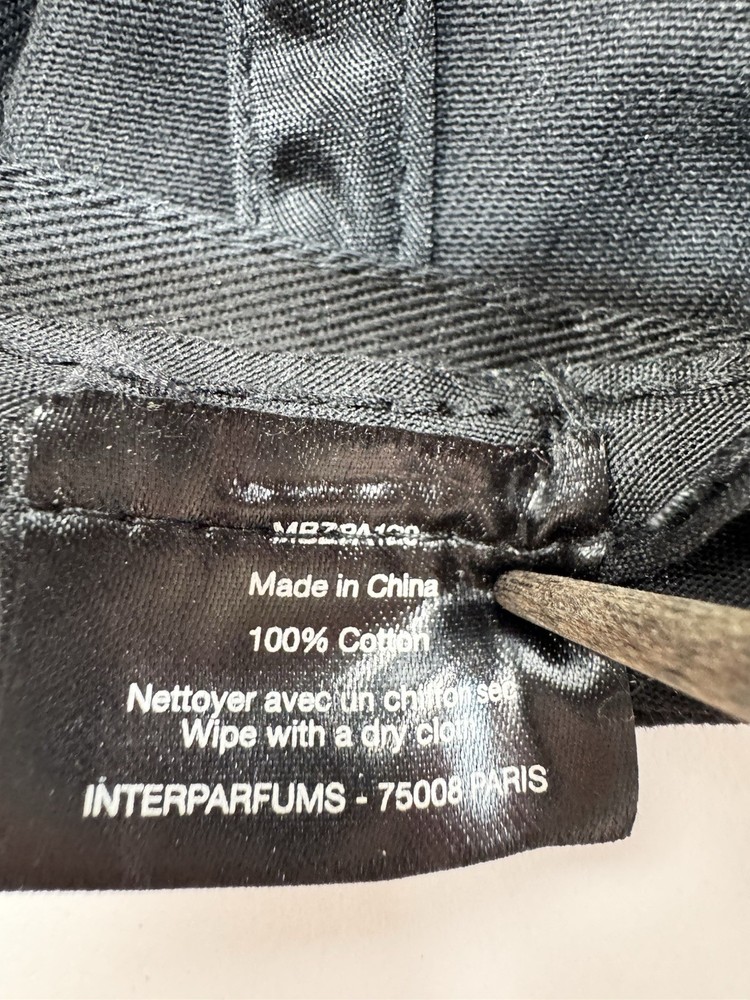 Made in China
100% Cotton
Nettoyer avec un chiffon sec
Wipe with a dry cloth
INTERPARFUMS - 75008 PARIS